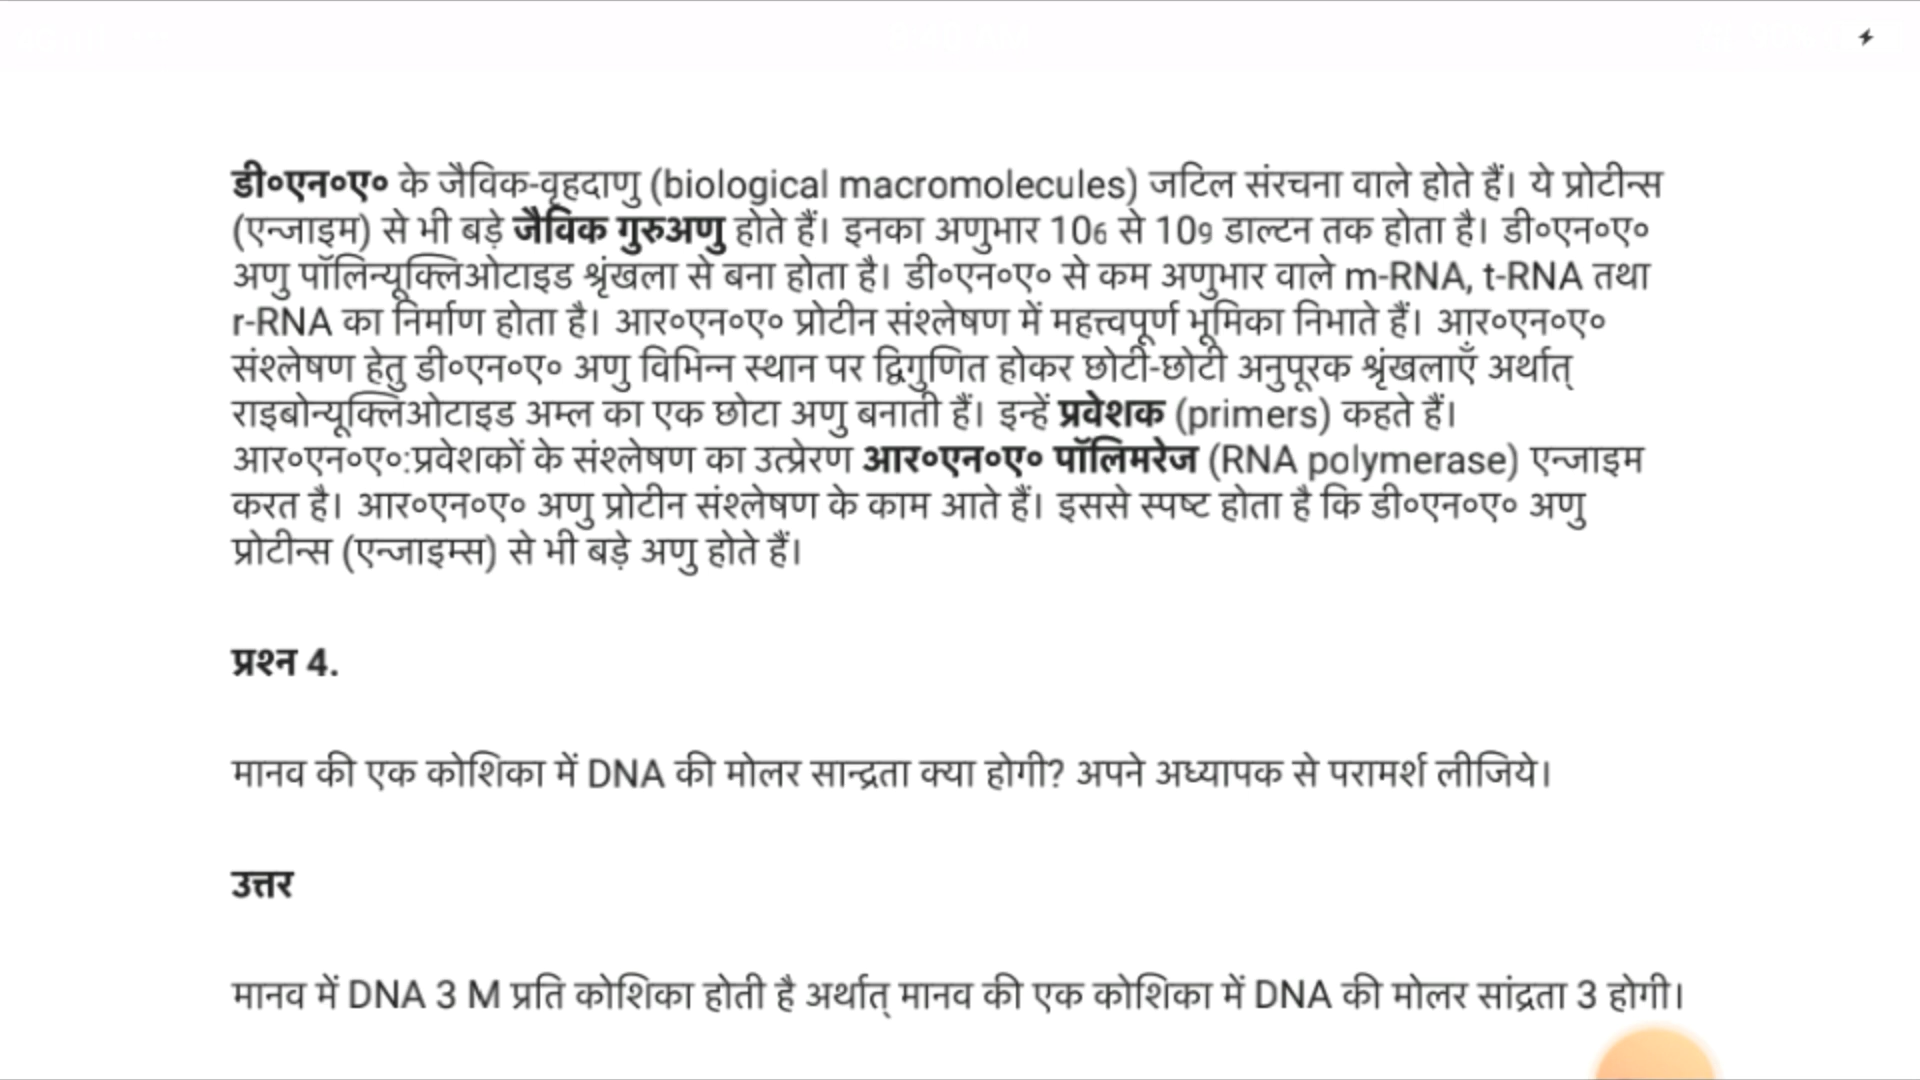 डी०एन०ए० के जैविक-वृहदाणु (biological macromolecules) जटिल संरचना वाले होते हैं। ये प्रोटीन्स
(एन्जाइम) से भी बड़े जैविक गुरुअणु होते हैं। इनका अणुभार 106 से 109 डाल्टन तक होता है। डी०एन०ए०
अणु पॉलिन्यूक्लिओटाइड श्रृंखला से बना होता है। डी०एन०ए० से कम अणुभार वाले m-RNA, t-RNA तथा
r-RNA का निर्माण होता है। आर०एन०ए० प्रोटीन संश्लेषण में महत्त्वपूर्ण भूमिका निभाते हैं। आर०एन०ए०
संश्लेषण हेतु डी०एन०ए० अणु विभिन्न स्थान पर द्विगुणित होकर छोटी-छोटी अनुपूरक श्रृंखलाएँ अर्थात्
राइबोन्यूक्लिओटाइड अम्ल का एक छोटा अणु बनाती हैं। इन्हें प्रवेशक (primers) कहते हैं।
आर०एन०ए०:प्रवेशकों के संश्लेषण का उत्प्रेरण आर०एन०ए० पॉलिमरेज (RNA polymerase) एन्जाइम
करत है। आर०एन०ए० अणु प्रोटीन संश्लेषण के काम आते हैं। इससे स्पष्ट होता है कि डी०एन०ए० अणु
प्रोटीन्स (एन्जाइम्स) से भी बड़े अणु होते हैं।
प्रश्न 4.
मानव की एक कोशिका में DNA की मोलर सान्द्रता क्या होगी? अपने अध्यापक से परामर्श लीजिये।
उत्तर
मानव में DNA 3 M प्रति कोशिका होती है अर्थात् मानव की एक कोशिका में DNA की मोलर सांद्रता 3 होगी।